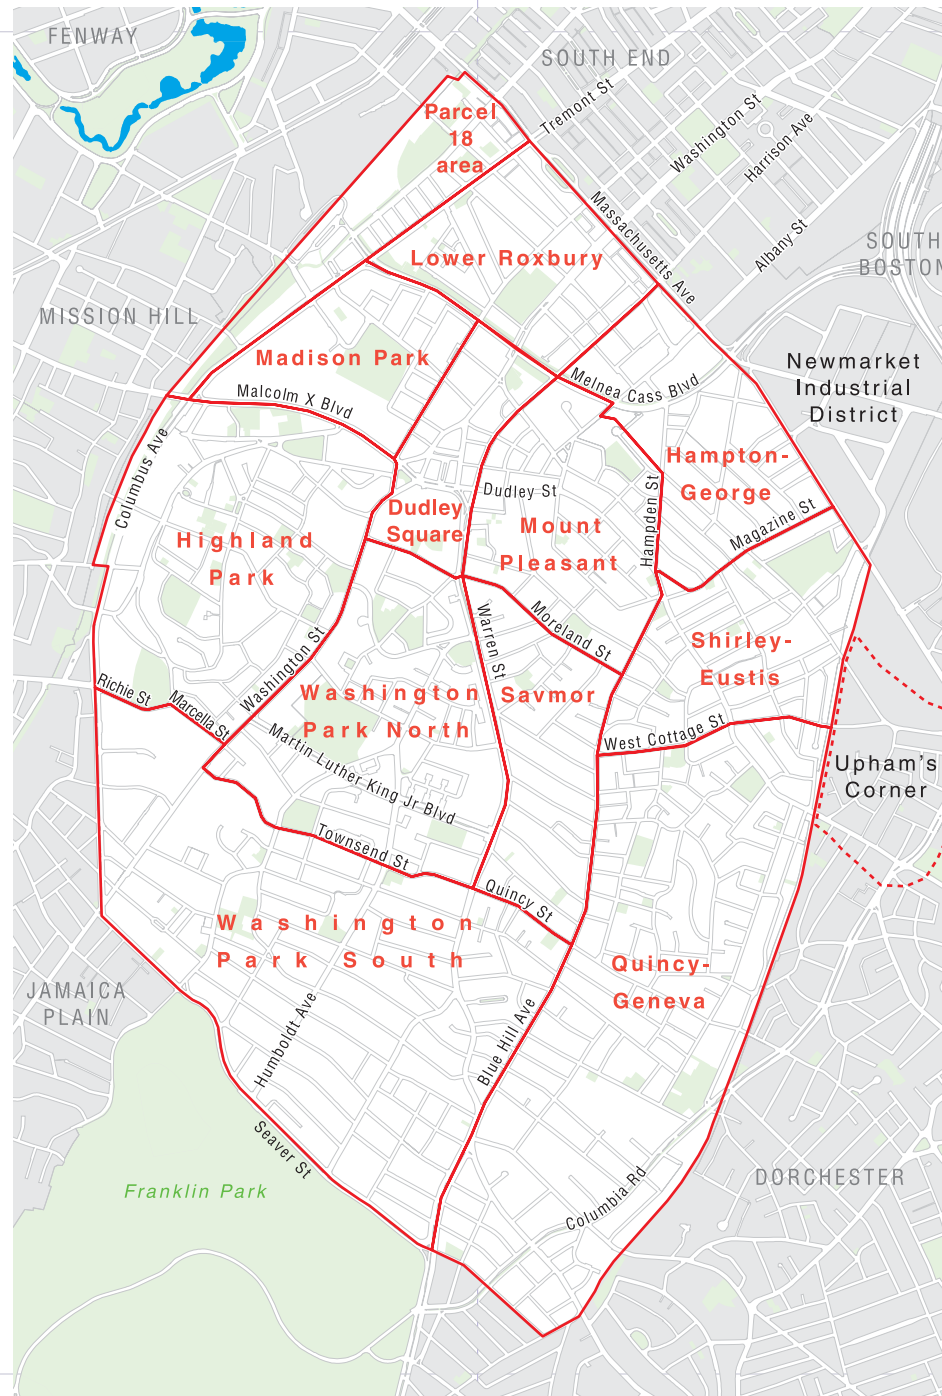 FENWAY
SOUTH END
Parcel
18
area
Tremont St
Washington St
Harrison Ave
Massachusetts Ave
Albany St
SOUTH
BOSTON
Lower Roxbury
MISSION HILL
Madison Park
Newmarket
Industrial
District
Malcolm X Blvd
Melnea Cass Blvd
Columbus Ave
Hampton-
George
Dudley St
Hampden St
Magazine St
Dudley
Square
Mount
Pleasant
Highland
Park
Warren St
Moreland St
Shirley-
Eustis
Washington St
Richie St
Marcella St
Washington
Park North
Savmor
West Cottage St
Martin Luther King Jr Blvd
Upham's
Corner
Townsend St
Quincy St
Washington
Park South
Quincy-
Geneva
JAMAICA
PLAIN
Humboldt Ave
Blue Hill Ave
Seaver St
Franklin Park
Columbia Rd
DORCHESTER